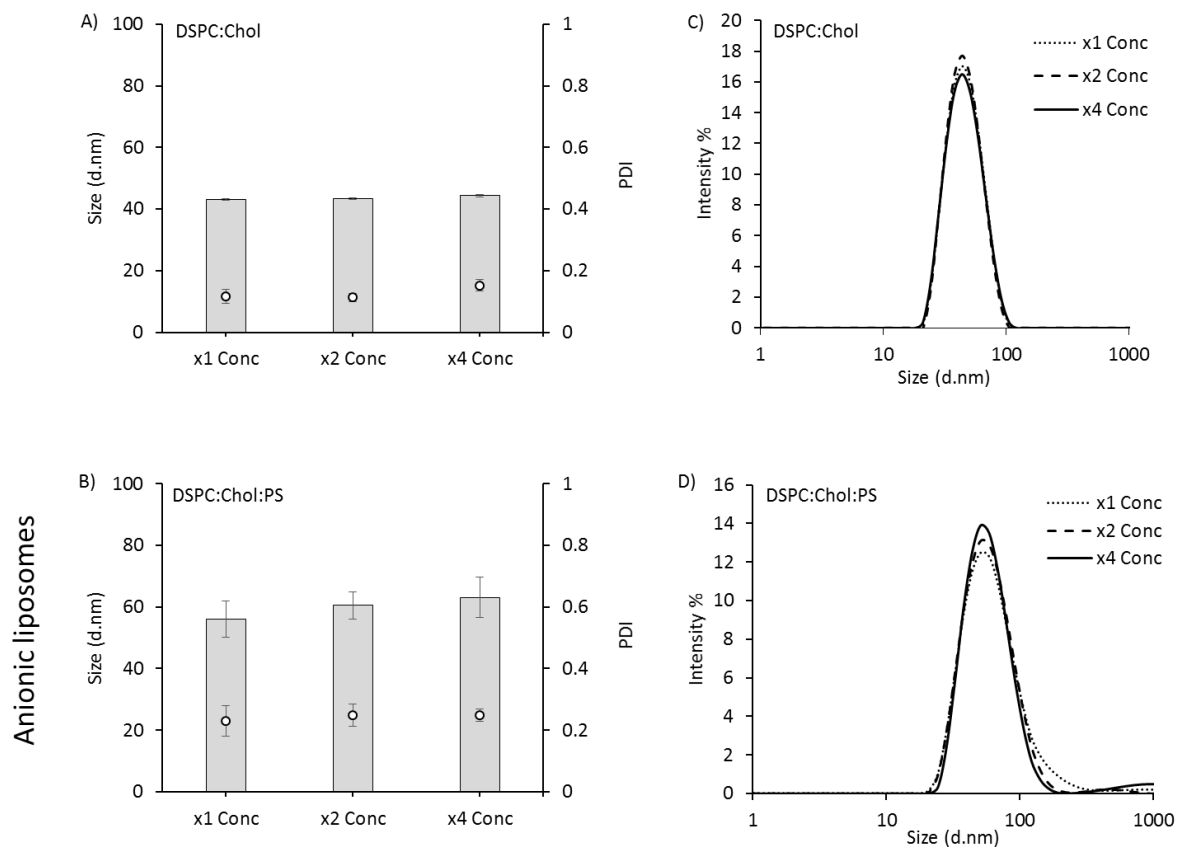 A)
DSPC:Chol
100
80
60
40
20
0
Size (d.nm)
1
0.8
0.6
0.4
0.2
0
PDI
x1 Conc
x2 Conc
x4 Conc
C)
DSPC:Chol
20
18
16
14
12
10
8
6
4
2
0
Intensity %
1
10
100
1000
Size (d.nm)
x1 Conc
x2 Conc
x4 Conc
Anionic liposomes
B)
DSPC:Chol:PS
100
80
60
40
20
0
Size (d.nm)
1
0.8
0.6
0.4
0.2
0
PDI
x1 Conc
x2 Conc
x4 Conc
D)
DSPC:Chol:PS
16
14
12
10
8
6
4
2
0
Intensity %
1
10
100
1000
Size (d.nm)
x1 Conc
x2 Conc
x4 Conc